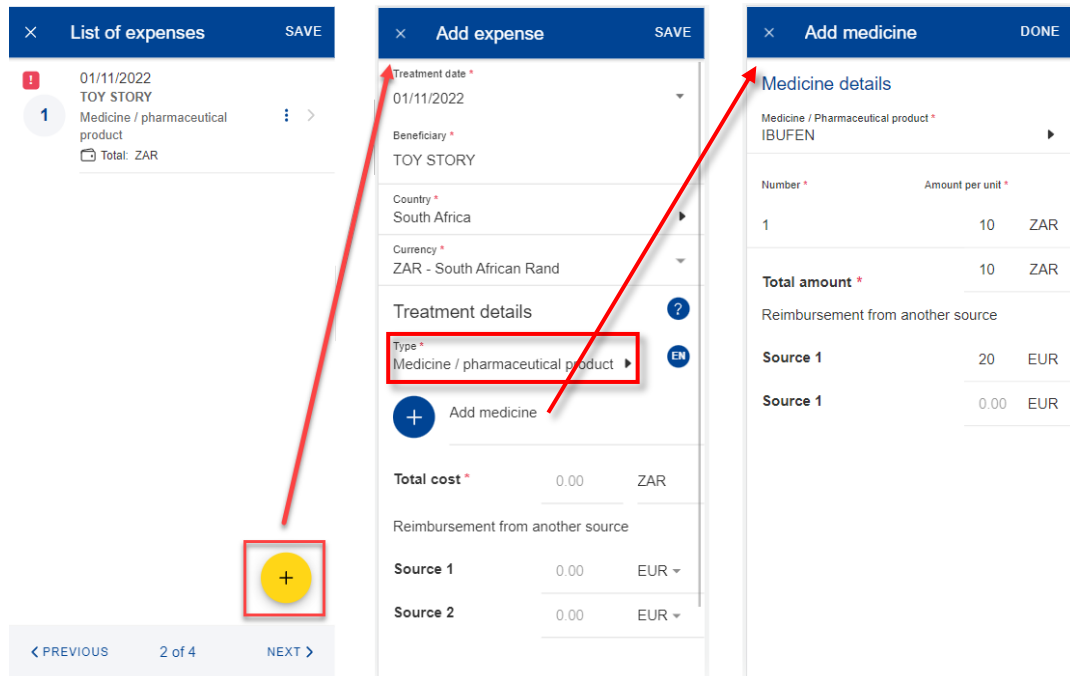 × List of expenses SAVE
!
01/11/2022
TOY STORY
1
Medicine / pharmaceutical
product
Total: ZAR
+
PREVIOUS 2 of 4 NEXT
× Add expense SAVE
Treatment date *
01/11/2022
Beneficiary *
TOY STORY
Country *
South Africa
Currency *
ZAR - South African Rand
Treatment details ?
Type *
Medicine / pharmaceutical product EN
+ Add medicine
Total cost * 0.00 ZAR
Reimbursement from another source
Source 1 0.00 EUR
Source 2 0.00 EUR
× Add medicine DONE
Medicine details
Medicine / Pharmaceutical product *
IBUFEN
Number * Amount per unit *
1 10 ZAR
10 ZAR
Total amount *
Reimbursement from another source
Source 1 20 EUR
Source 1 0.00 EUR